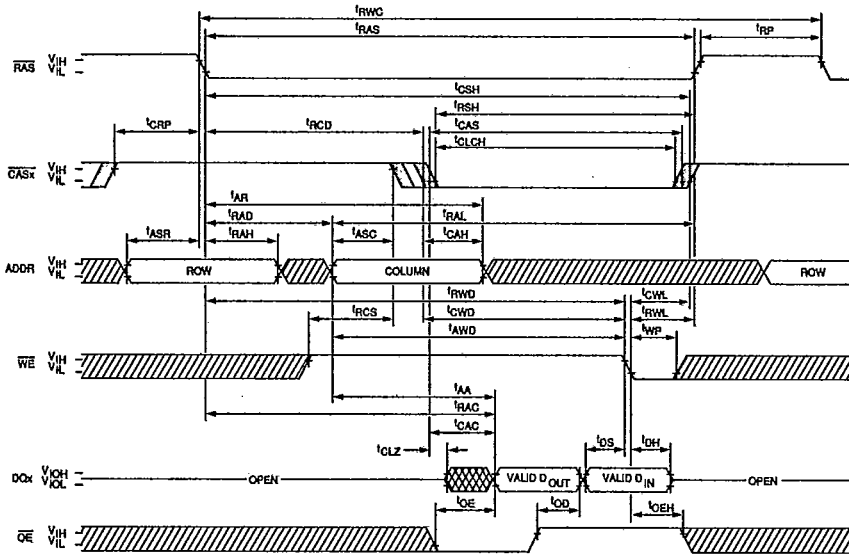 tRWC
tRAS tRP
RAS VIH
VIL
tCSH
tRSH
tCRP tRCD tCAS
tCLCH
CASx VIH
VIL
tAR
tRAD tRAL
tASR tRAH tASC tCAH
ADDR VIH
VIL
ROW COLUMN ROW
tRWD tCWL
tRCS tCWD tRWL
tAWD tWP
WE VIH
VIL
tAA
tRAC
tCAC
tCLZ tDS tDH
DQx VIOH
VIOL
OPEN VALID DOUT VALID DIN OPEN
tOE tOD tOEH
OE VIH
VIL